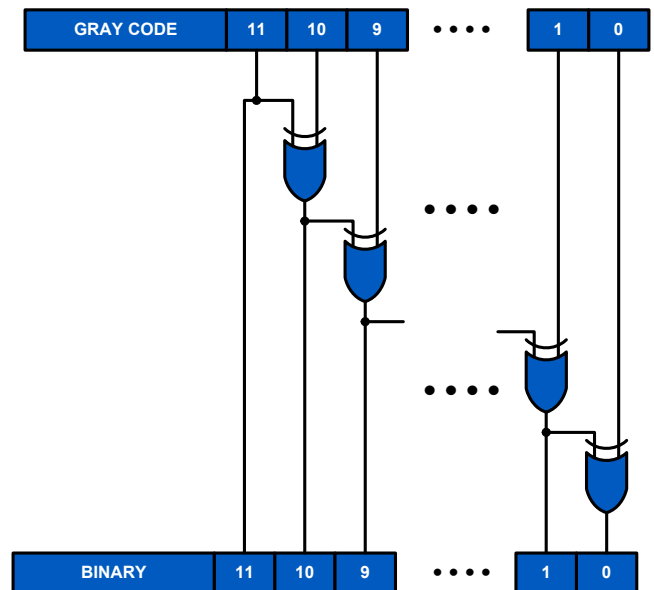 GRAY CODE 11 10 9 •••• 1 0
•••• 
••••
BINARY 11 10 9 •••• 1 0